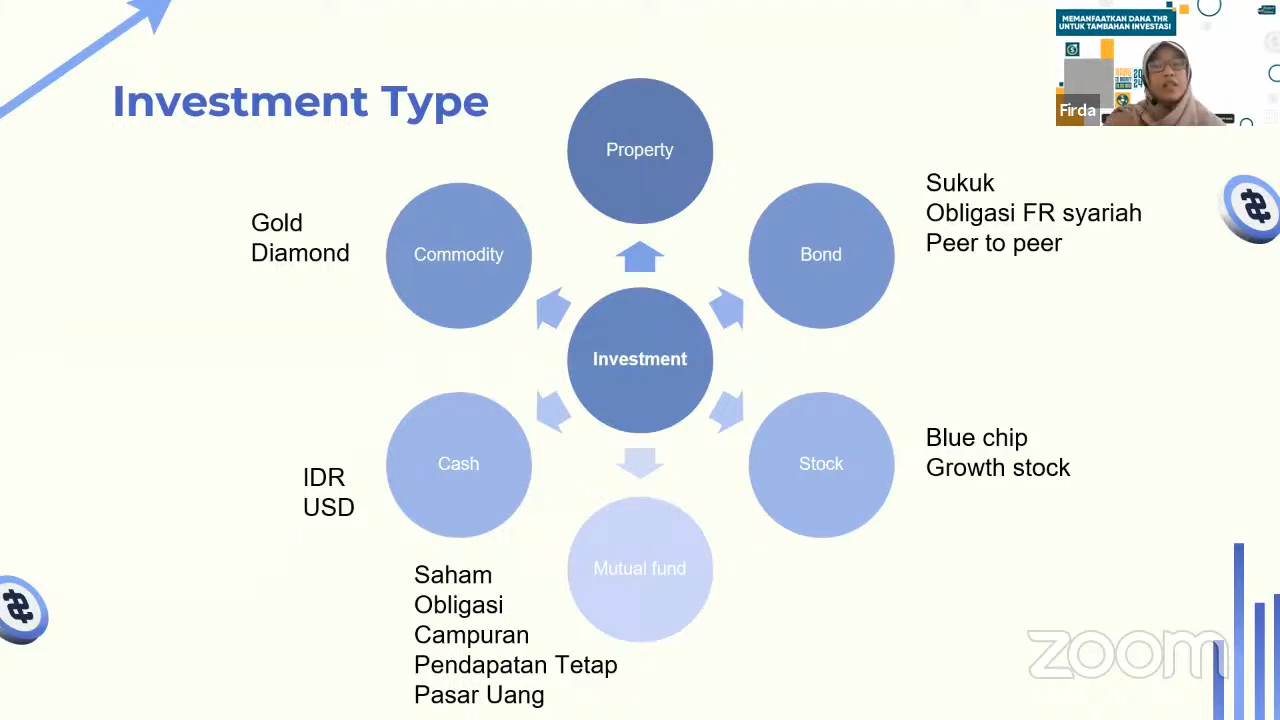 Investment Type
MEMANFAATKAN DANA THR
UNTUK TAMBAHAN INVESTASI
Firda
Property
Gold
Diamond
Commodity
Bond
Sukuk
Obligasi FR syariah
Peer to peer
Investment
Cash
IDR
USD
Stock
Blue chip
Growth stock
Mutual fund
Saham
Obligasi
Campuran
Pendapatan Tetap
Pasar Uang
zoom